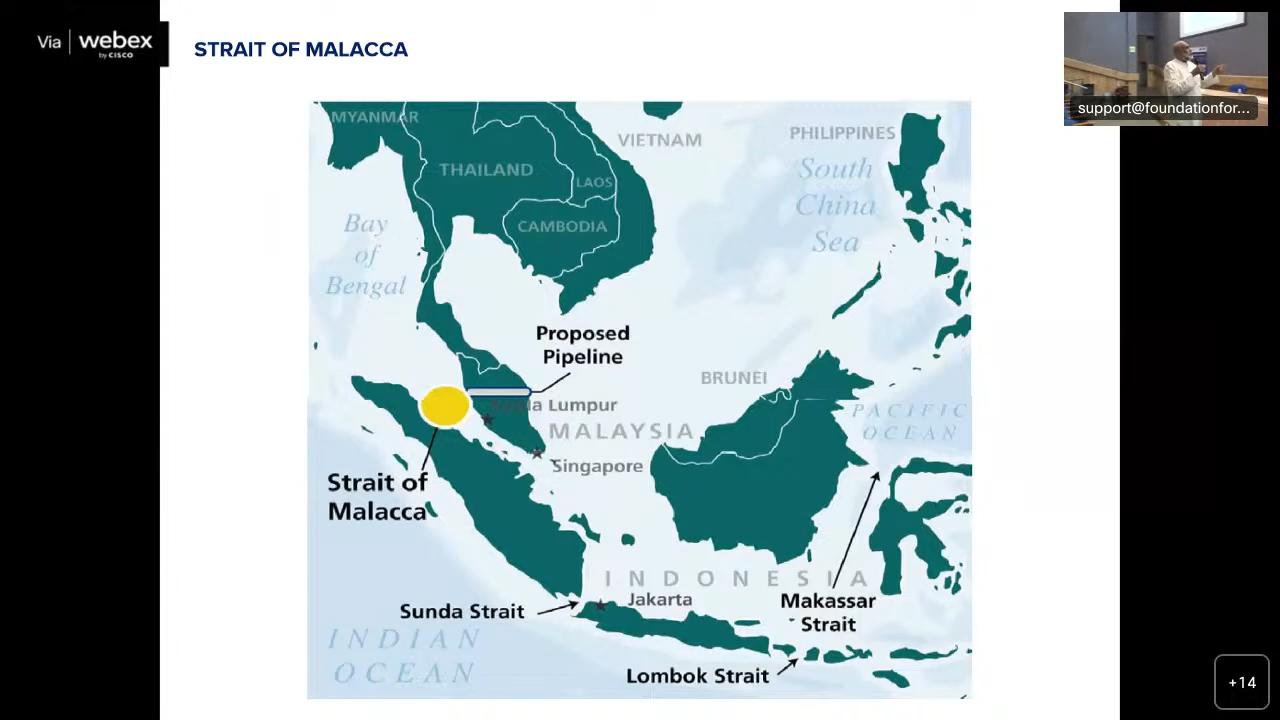 Via | webex
by CISCO
STRAIT OF MALACCA
support@foundationfor...
MYANMAR
VIETNAM
PHILIPPINES
THAILAND
LAOS
South
China
Sea
CAMBODIA
Bay
of
Bengal
Proposed
Pipeline
BRUNEI
Kuala Lumpur
PACIFIC
OCEAN
MALAYSIA
Singapore
Strait of
Malacca
INDONESIA
Jakarta
Makassar
Strait
Sunda Strait
INDIAN
OCEAN
Lombok Strait
+14